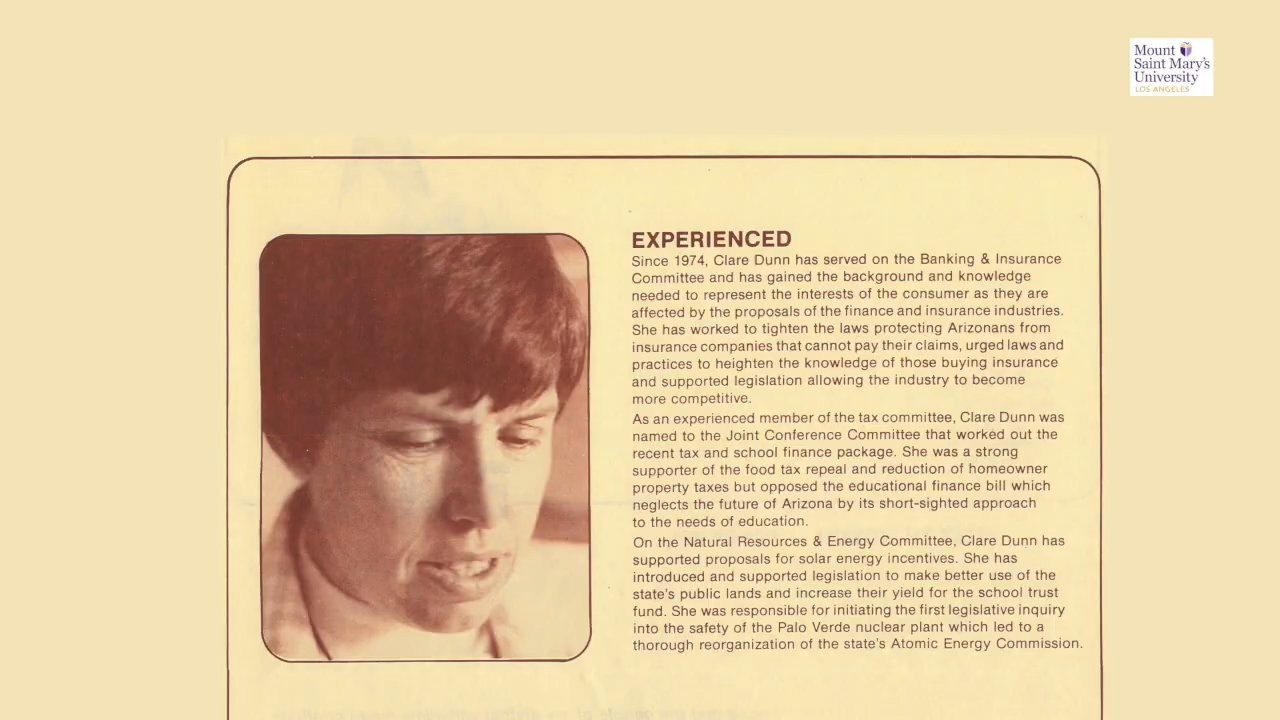 Mount
Saint Mary's
University
LOS ANGELES
EXPERIENCED
Since 1974, Clare Dunn has served on the Banking & Insurance
Committee and has gained the background and knowledge
needed to represent the interests of the consumer as they are
affected by the proposals of the finance and insurance industries.
She has worked to tighten the laws protecting Arizonans from
insurance companies that cannot pay their claims, urged laws and
practices to heighten the knowledge of those buying insurance
and supported legislation allowing the industry to become
more competitive.
As an experienced member of the tax committee, Clare Dunn was
named to the Joint Conference Committee that worked out the
recent tax and school finance package. She was a strong
supporter of the food tax repeal and reduction of homeowner
property taxes but opposed the educational finance bill which
neglects the future of Arizona by its short-sighted approach
to the needs of education.
On the Natural Resources & Energy Committee, Clare Dunn has
supported proposals for solar energy incentives. She has
introduced and supported legislation to make better use of the
state's public lands and increase their yield for the school trust
fund. She was responsible for initiating the first legislative inquiry
into the safety of the Palo Verde nuclear plant which led to a
thorough reorganization of the state's Atomic Energy Commission.